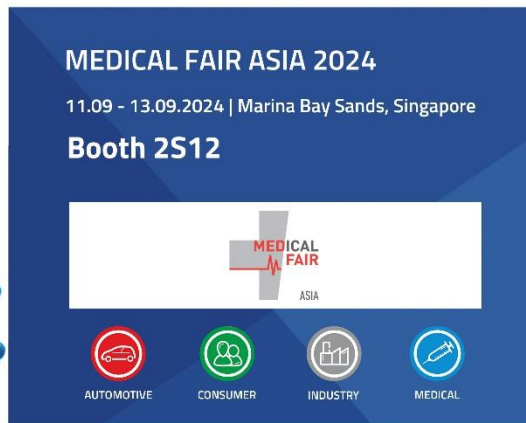 MEDICAL FAIR ASIA 2024
11.09 - 13.09.2024 | Marina Bay Sands, Singapore
Booth 2S12
MEDICAL
FAIR
ASIA
AUTOMOTIVE CONSUMER INDUSTRY MEDICAL